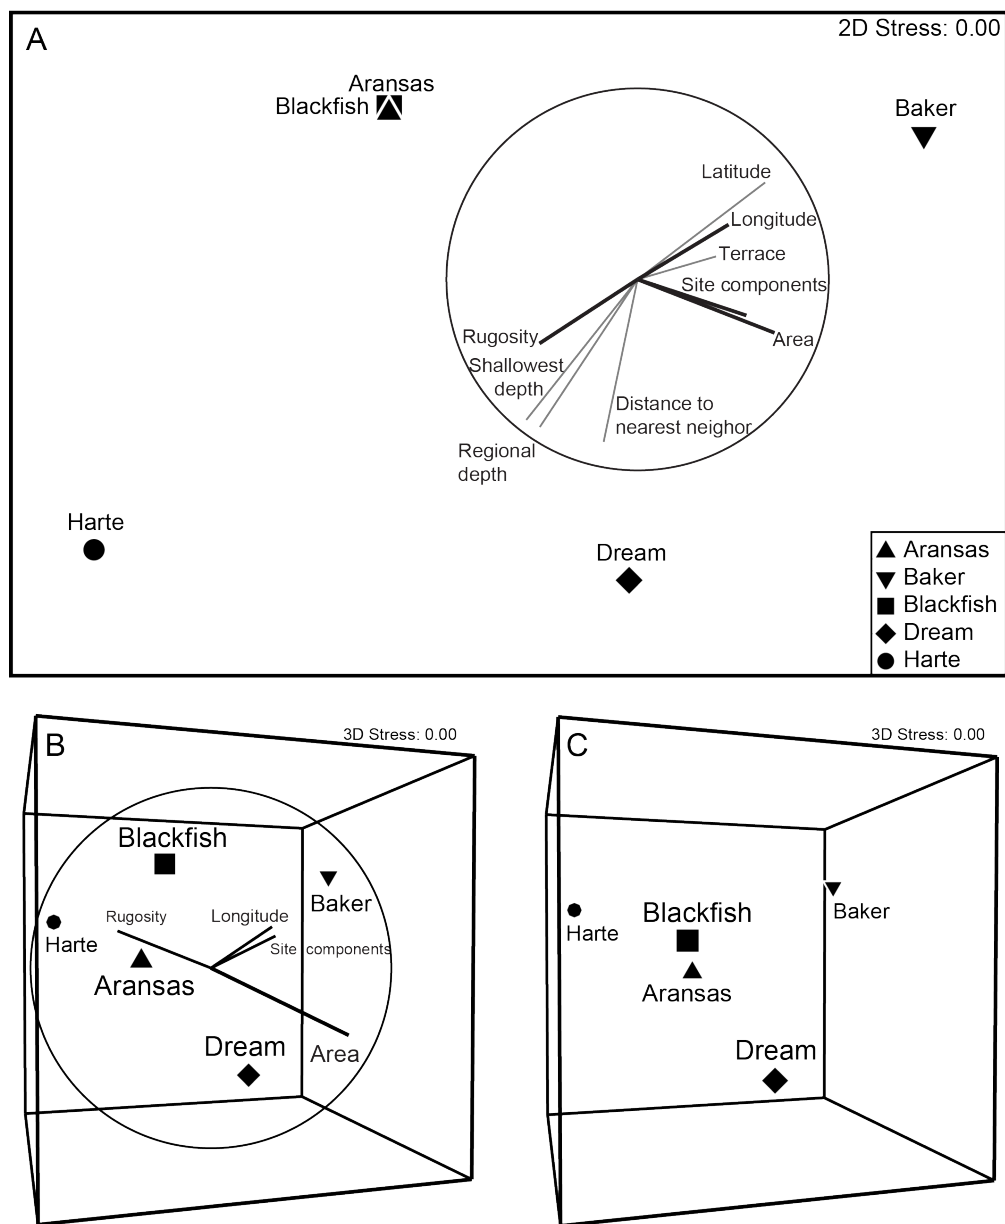 A
2D Stress: 0.00
Aransas
Blackfish
Baker
Latitude
Longitude
Terrace
Site components
Rugosity
Area
Shallowest
depth
Distance to
nearest neighor
Regional
depth
Harte
Dream
Aransas
Baker
Blackfish
Dream
Harte
B
3D Stress: 0.00
Blackfish
Baker
Rugosity
Longitude
Harte
Site components
Aransas
Dream
Area
C
3D Stress: 0.00
Blackfish
Baker
Harte
Aransas
Dream